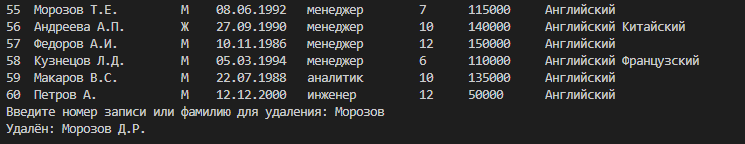 55 Морозов Т.Е. М 08.06.1992 менеджер 7 115000 Английский
56 Андреева А.П. Ж 27.09.1990 менеджер 10 140000 Английский Китайский
57 Федоров А.И. М 10.11.1986 менеджер 12 150000 Английский
58 Кузнецов Л.Д. М 05.03.1994 менеджер 6 110000 Английский Французский
59 Макаров В.С. М 22.07.1988 аналитик 10 135000 Английский
60 Петров А. М 12.12.2000 инженер 12 50000 Английский
Введите номер записи или фамилию для удаления: Морозов
Удалён: Морозов Д.Р.